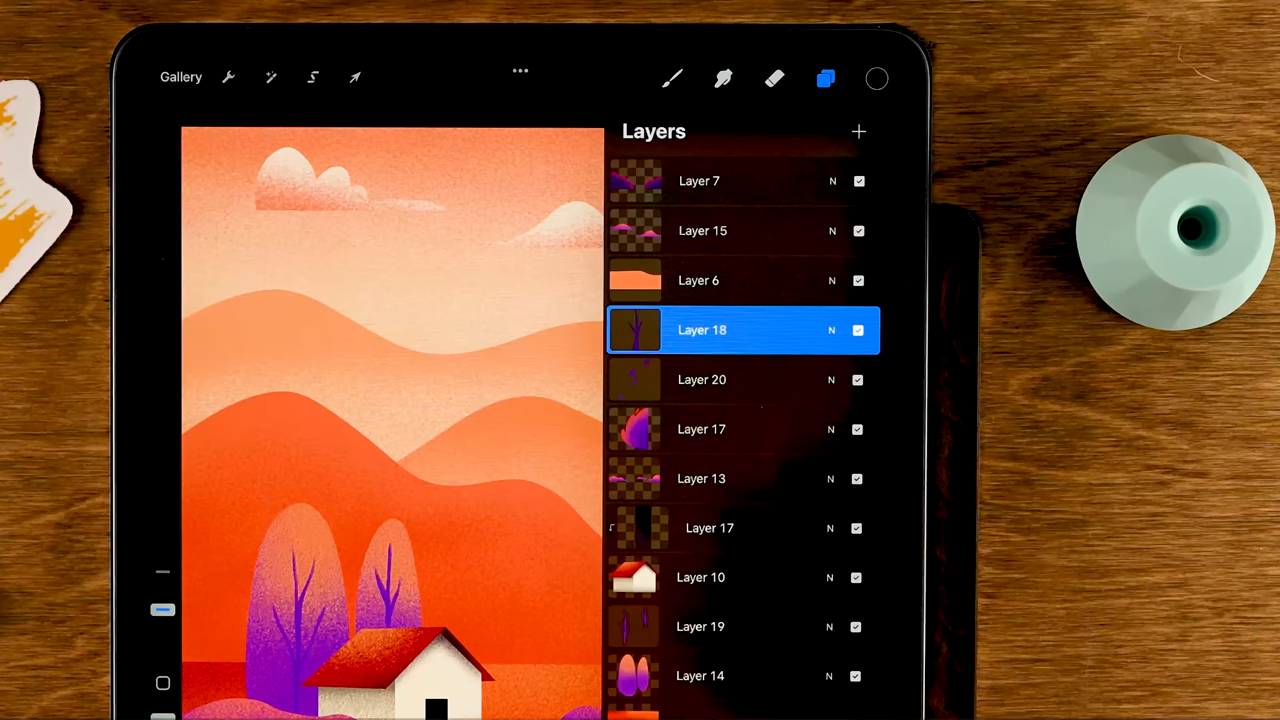 Gallery
Layers
Layer 7 N
Layer 15 N
Layer 6 N
Layer 18 N
Layer 20 N
Layer 17 N
Layer 13 N
Layer 17 N
Layer 10 N
Layer 19 N
Layer 14 N